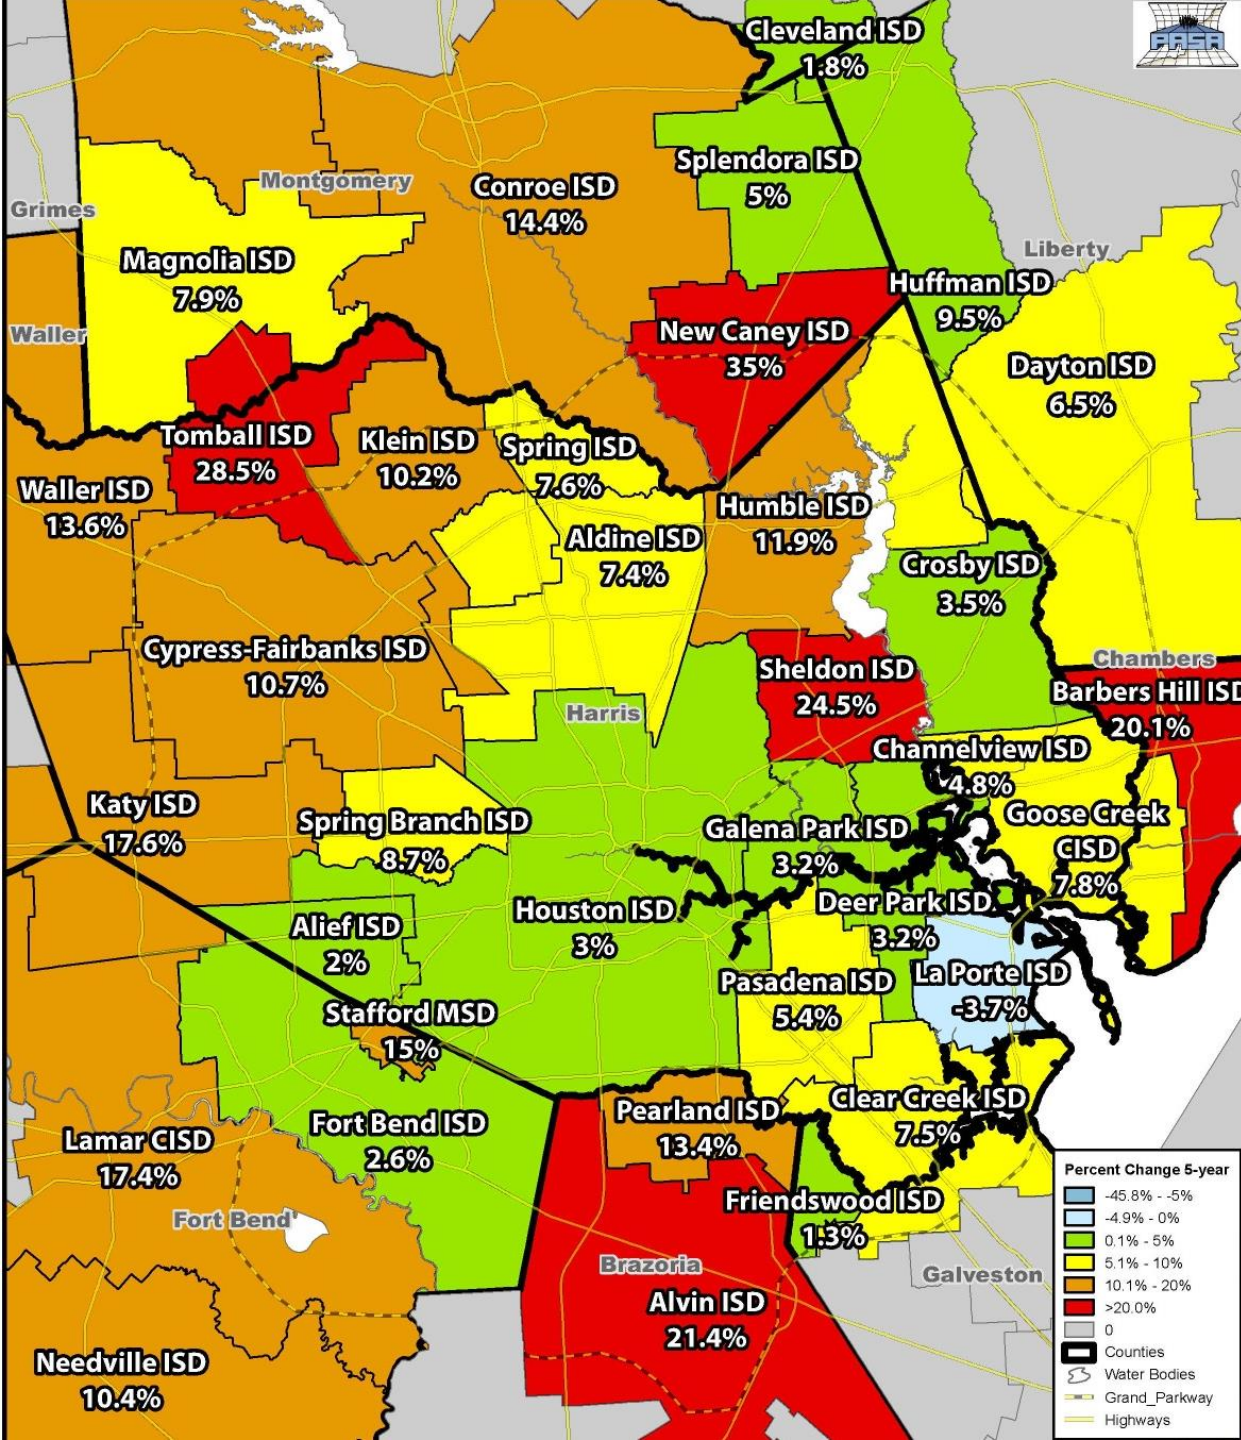 Cleveland ISD
1.8%
PASA
Splendora ISD
5%
Montgomery
Conroe ISD
14.4%
Grimes
Magnolia ISD
7.9%
Liberty
Huffman ISD
9.5%
Waller
New Caney ISD
35%
Dayton ISD
6.5%
Tomball ISD
28.5%
Klein ISD
10.2%
Spring ISD
7.6%
Waller ISD
13.6%
Humble ISD
11.9%
Aldine ISD
7.4%
Crosby ISD
3.5%
Cypress-Fairbanks ISD
10.7%
Sheldon ISD
24.5%
Chambers
Barbers Hill ISD
20.1%
Harris
Channelview ISD
4.8%
Katy ISD
17.6%
Spring Branch ISD
8.7%
Galena Park ISD
3.2%
Goose Creek
CISD
7.8%
Alief ISD
2%
Houston ISD
3%
Deer Park ISD
3.2%
Pasadena ISD
5.4%
La Porte ISD
-3.7%
Stafford MSD
15%
Fort Bend ISD
2.6%
Pearland ISD
13.4%
Clear Creek ISD
7.5%
Lamar CISD
17.4%
Fort Bend
Friendswood ISD
1.3%
Brazoria
Galveston
Alvin ISD
21.4%
Needville ISD
10.4%
Percent Change 5-year
-45.8% - -5%
-4.9% - 0%
0.1% - 5%
5.1% - 10%
10.1% - 20%
>20.0%
0
Counties
Water Bodies
Grand_Parkway
Highways